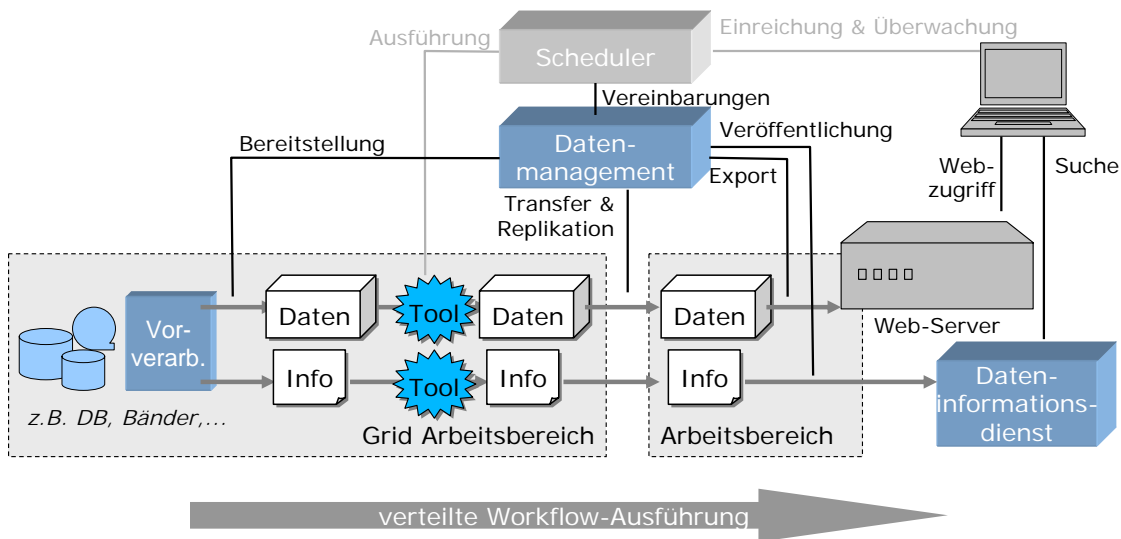 Ausführung
Scheduler
Einreichung & Überwachung
Vereinbarungen
Bereitstellung
Daten-
management
Veröffentlichung
Export
Web-
zugriff
Suche
Transfer &
Replikation
Vor-
verarb.
Daten
Tool
Daten
Daten
Web-Server
Info
Tool
Info
Info
Daten-
informations-
dienst
z.B. DB, Bänder,...
Grid Arbeitsbereich
Arbeitsbereich
verteilte Workflow-Ausführung